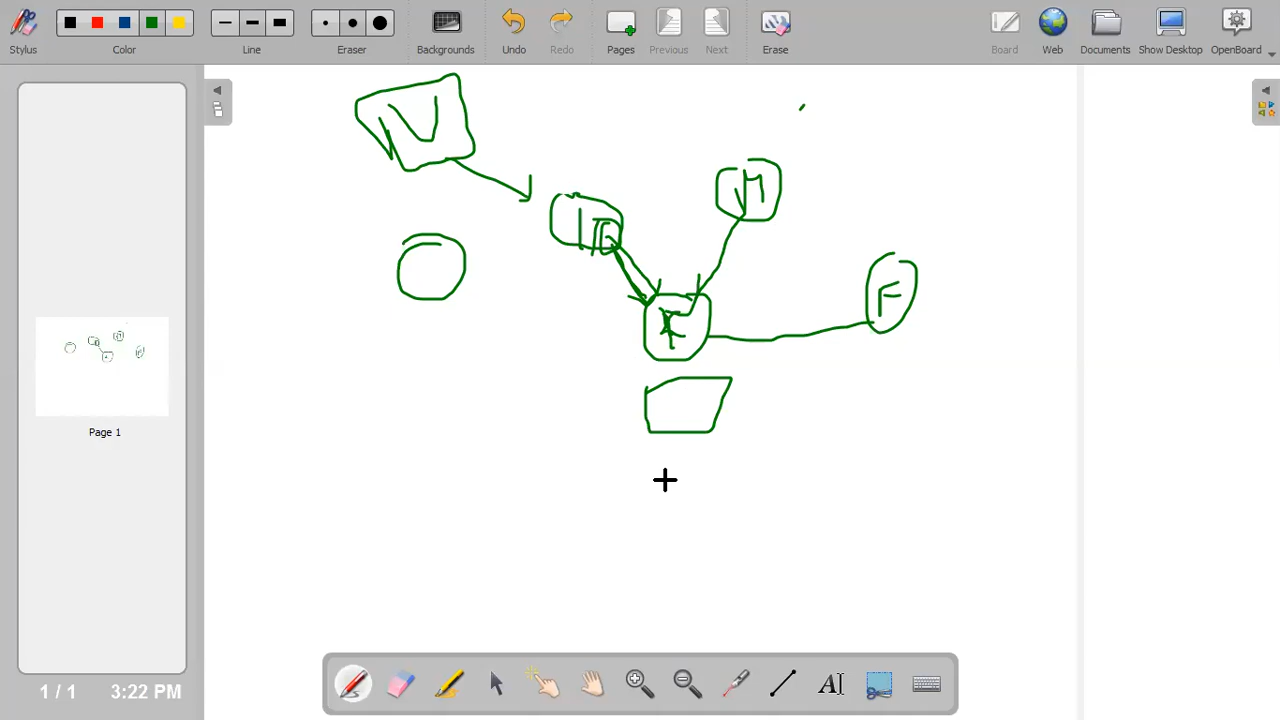 Stylus
Color
Line
Eraser
Backgrounds
Undo
Redo
Pages
Previous
Next
Erase
Board
Web
Documents
Show Desktop
OpenBoard
N
M
F
Page 1
AI
1 / 1
3:22 PM